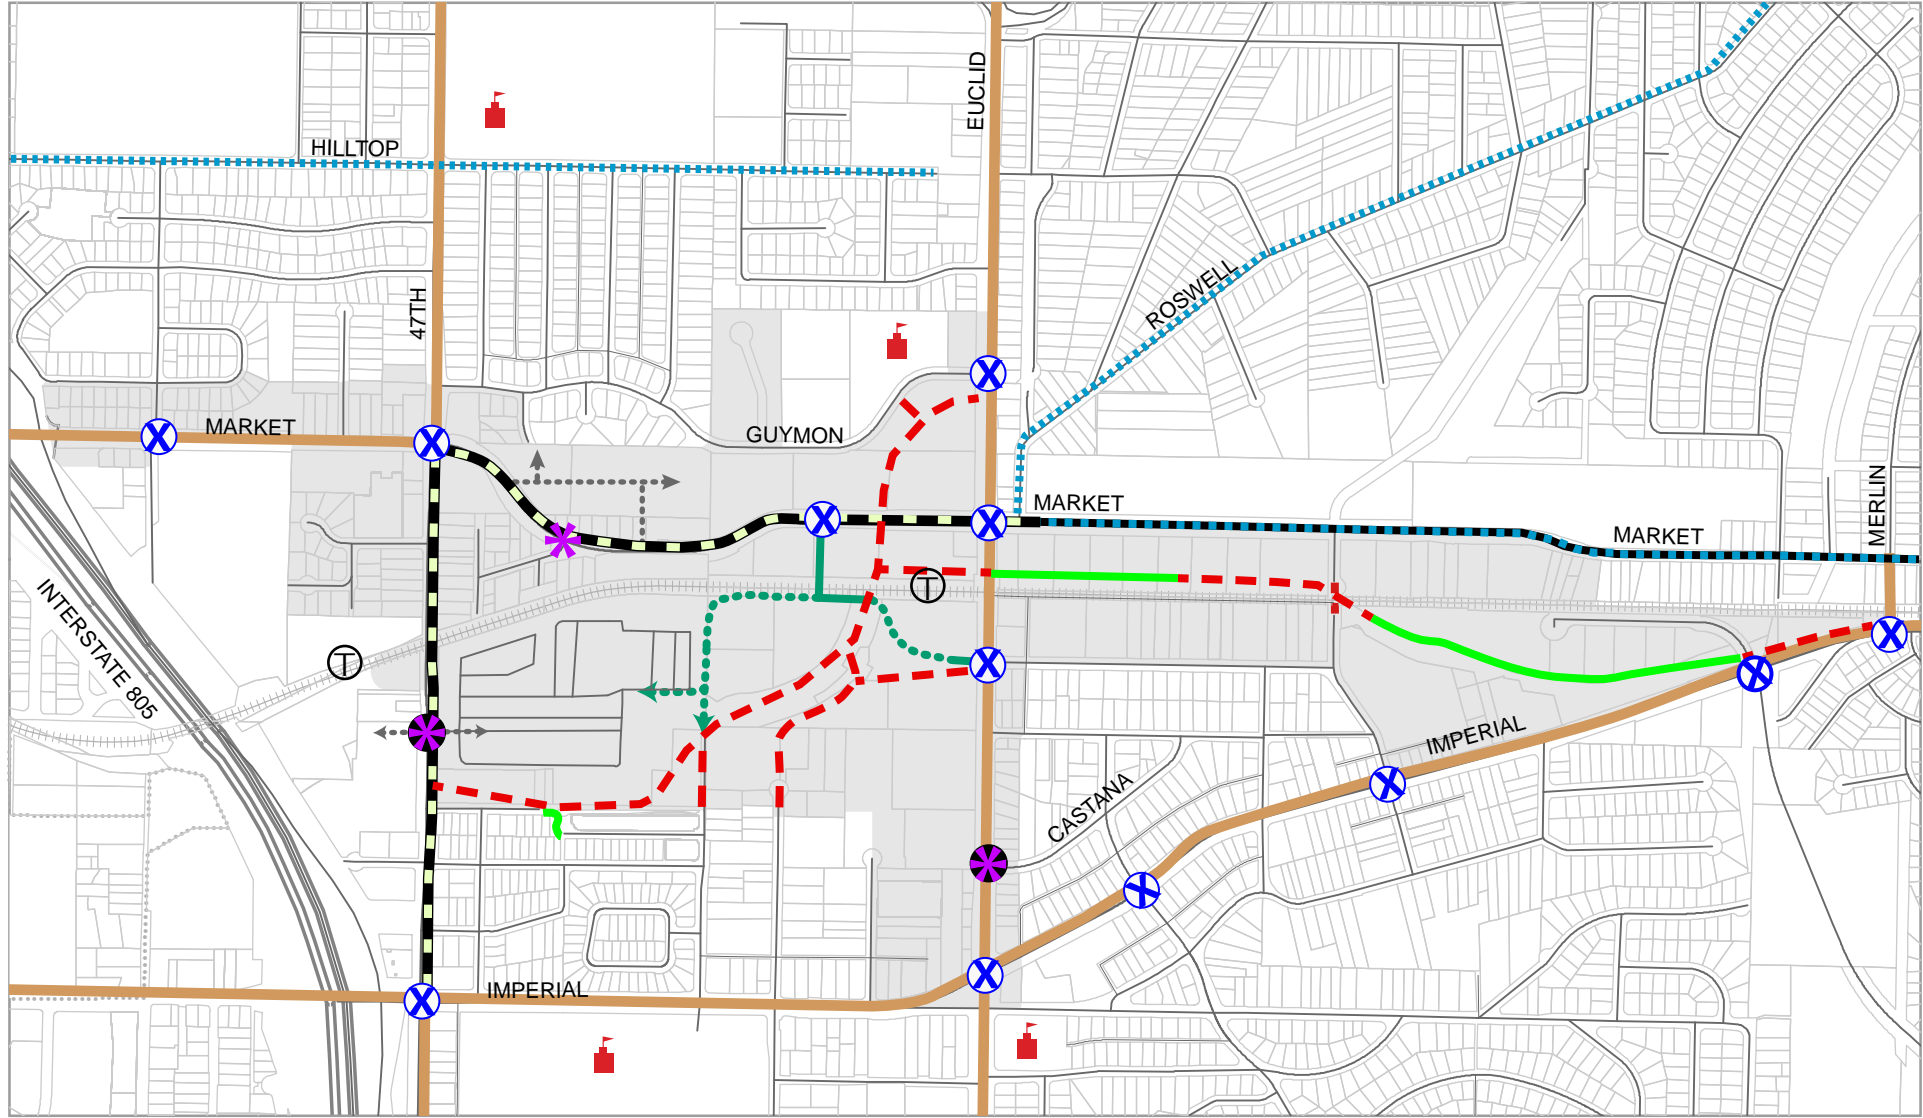 EUCLID
HILLTOP
47TH
ROSWELL
MARKET
GUYMON
MARKET
MARKET
MERLIN
T
T
INTERSTATE 805
IMPERIAL
CASTANA
IMPERIAL